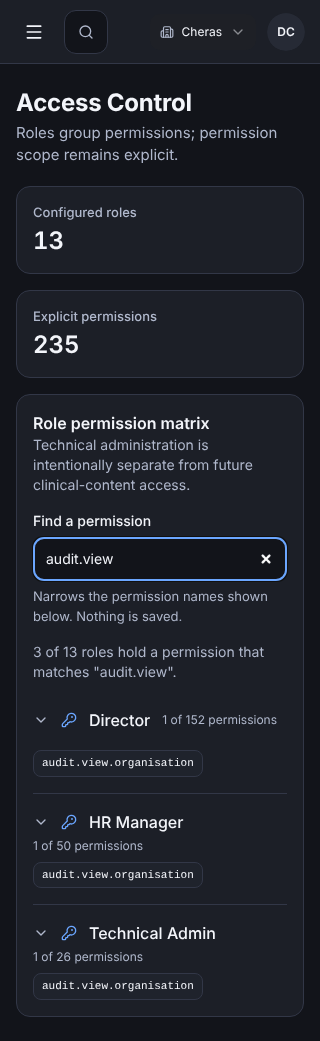 Cheras
DC
Access Control
Roles group permissions; permission
scope remains explicit.
Configured roles
13
Explicit permissions
235
Role permission matrix
Technical administration is
intentionally separate from future
clinical-content access.
Find a permission
audit.view
Narrows the permission names shown
below. Nothing is saved.
3 of 13 roles hold a permission that
matches "audit.view".
Director 1 of 152 permissions
audit.view.organisation
HR Manager
1 of 50 permissions
audit.view.organisation
Technical Admin
1 of 26 permissions
audit.view.organisation